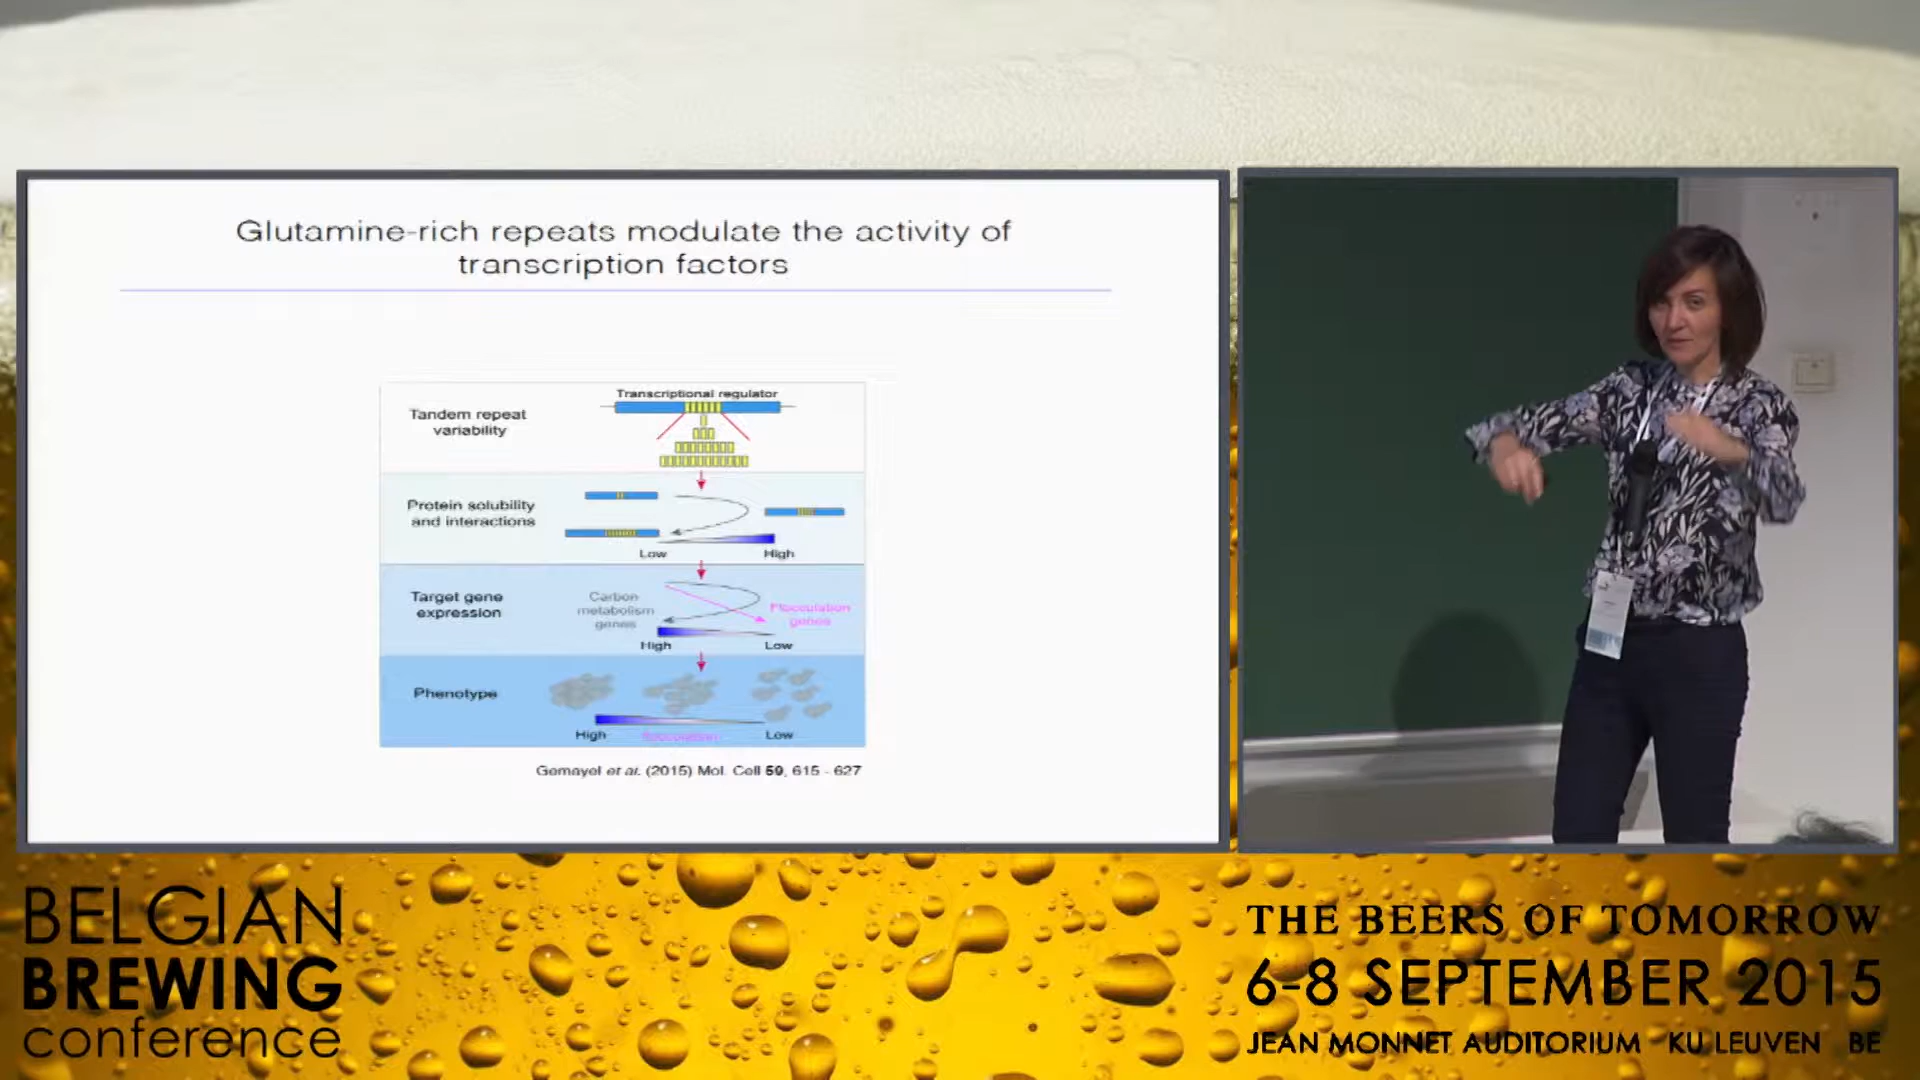 Glutamine-rich repeats modulate the activity of
transcription factors
Transcriptional regulator
Tandem repeat
variability
Protein solubility
and interactions
Low
High
Target gene
expression
Carbon
metabolism
genes
Flocculation
genes
High
Low
Phenotype
High
Flocculation
Low
Gemayel et al. (2015) Mol. Cell 59, 615 - 627
BELGIAN
BREWING
conference
THE BEERS OF TOMORROW
6-8 SEPTEMBER 2015
JEAN MONNET AUDITORIUM KU LEUVEN BE